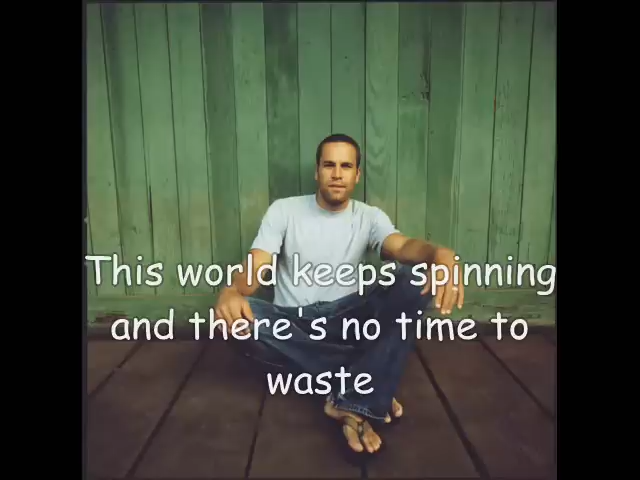 This world keeps spinning
and there's no time to
waste